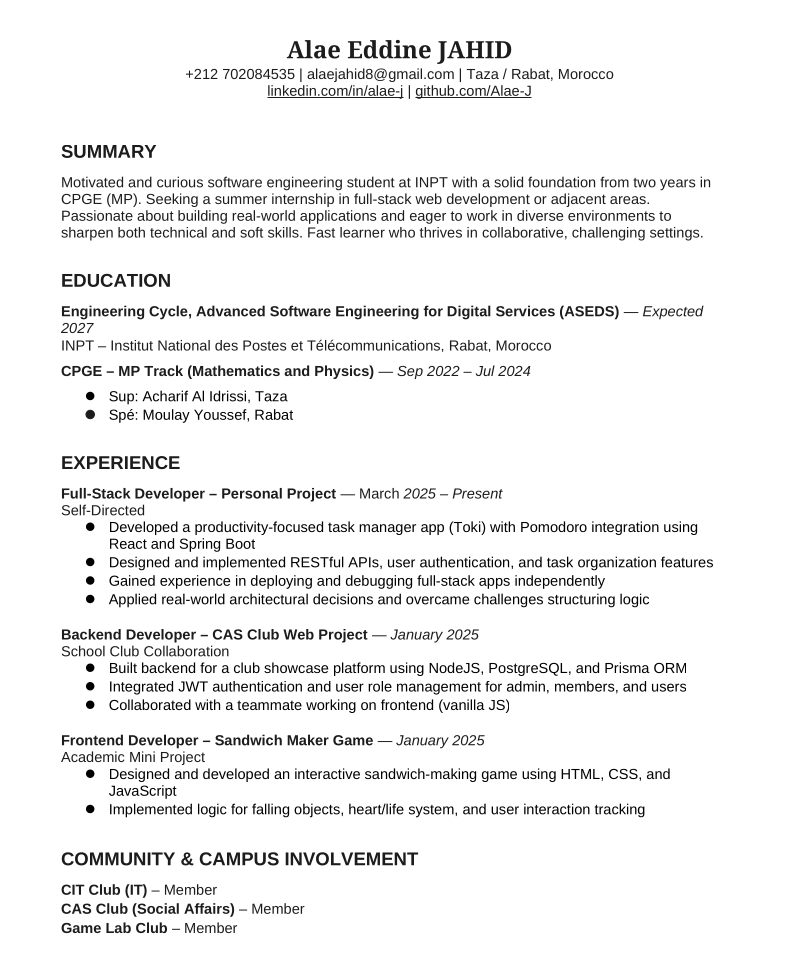 Alae Eddine JAHID
+212 702084535 | alaejahid8@gmail.com | Taza / Rabat, Morocco
linkedin.com/in/alae-j | github.com/Alae-J
SUMMARY
Motivated and curious software engineering student at INPT with a solid foundation from two years in
CPGE (MP). Seeking a summer internship in full-stack web development or adjacent areas.
Passionate about building real-world applications and eager to work in diverse environments to
sharpen both technical and soft skills. Fast learner who thrives in collaborative, challenging settings.
EDUCATION
Engineering Cycle, Advanced Software Engineering for Digital Services (ASEDS) — Expected
2027
INPT – Institut National des Postes et Télécommunications, Rabat, Morocco
CPGE – MP Track (Mathematics and Physics) — Sep 2022 – Jul 2024
● Sup: Acharif Al Idrissi, Taza
● Spé: Moulay Youssef, Rabat
EXPERIENCE
Full-Stack Developer – Personal Project — March 2025 – Present
Self-Directed
● Developed a productivity-focused task manager app (Toki) with Pomodoro integration using
React and Spring Boot
● Designed and implemented RESTful APIs, user authentication, and task organization features
● Gained experience in deploying and debugging full-stack apps independently
● Applied real-world architectural decisions and overcame challenges structuring logic
Backend Developer – CAS Club Web Project — January 2025
School Club Collaboration
● Built backend for a club showcase platform using NodeJS, PostgreSQL, and Prisma ORM
● Integrated JWT authentication and user role management for admin, members, and users
● Collaborated with a teammate working on frontend (vanilla JS)
Frontend Developer – Sandwich Maker Game — January 2025
Academic Mini Project
● Designed and developed an interactive sandwich-making game using HTML, CSS, and
JavaScript
● Implemented logic for falling objects, heart/life system, and user interaction tracking
COMMUNITY & CAMPUS INVOLVEMENT
CIT Club (IT) – Member
CAS Club (Social Affairs) – Member
Game Lab Club – Member